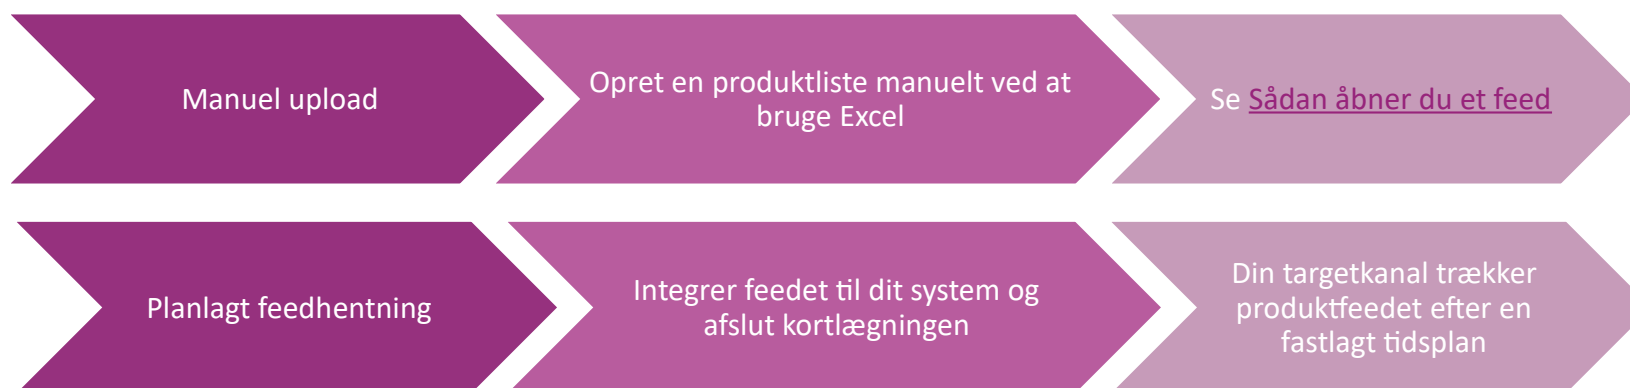 Manuel upload
Opret en produktliste manuelt ved at
bruge Excel
Se Sådan åbner du et feed
Planlagt feedhentning
Integrer feedet til dit system og
afslut kortlægningen
Din targetkanal trækker
produktfeedet efter en
fastlagt tidsplan